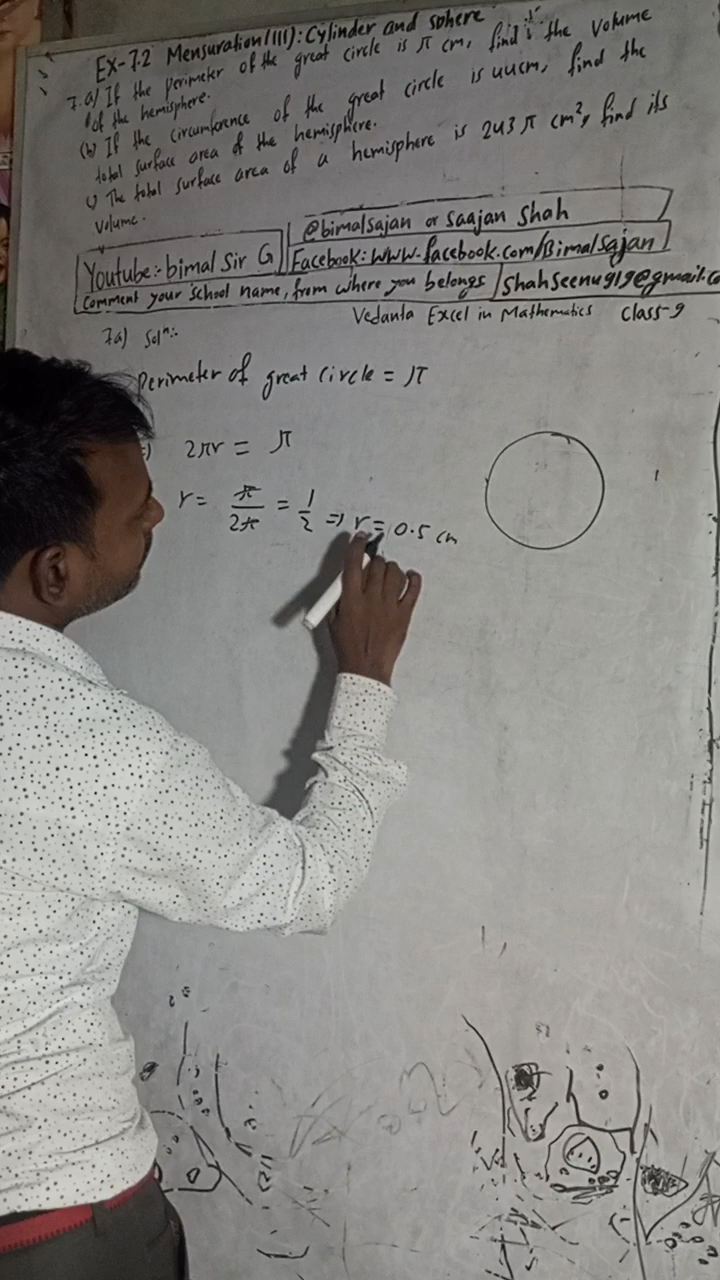 Ex-7.2 Mensuration(III): Cylinder and sphere
7.a) If the perimeter of the great circle is π cm, find the volume
of the hemisphere.
(b) If the circumference of the great circle is 44cm, find the
total surface area of the hemisphere.
c) The total surface area of a hemisphere is 243π cm², find its
volume.
@bimalsajan or Saajan Shah
Youtube:- bimal Sir G
Facebook: WWW.facebook.com/Bimalsajan
Comment your school name, from where you belongs
Shahseenu919@gmail.co
Vedanta Excel in Mathematics Class-9
7a) Solⁿ:-
Perimeter of great circle = π
2πr = π
r = π/2π = 1/2 => r = 0.5 cm